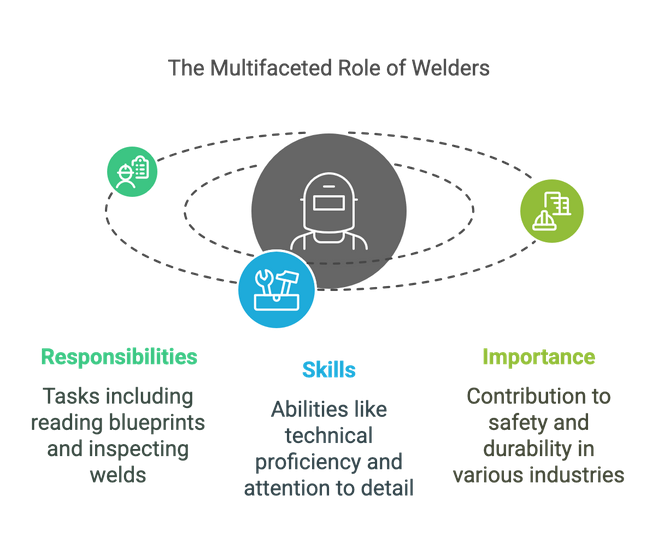 The Multifaceted Role of Welders
Responsibilities
Tasks including
reading blueprints
and inspecting
welds
Skills
Abilities like
technical
proficiency and
attention to detail
Importance
Contribution to
safety and
durability in
various industries